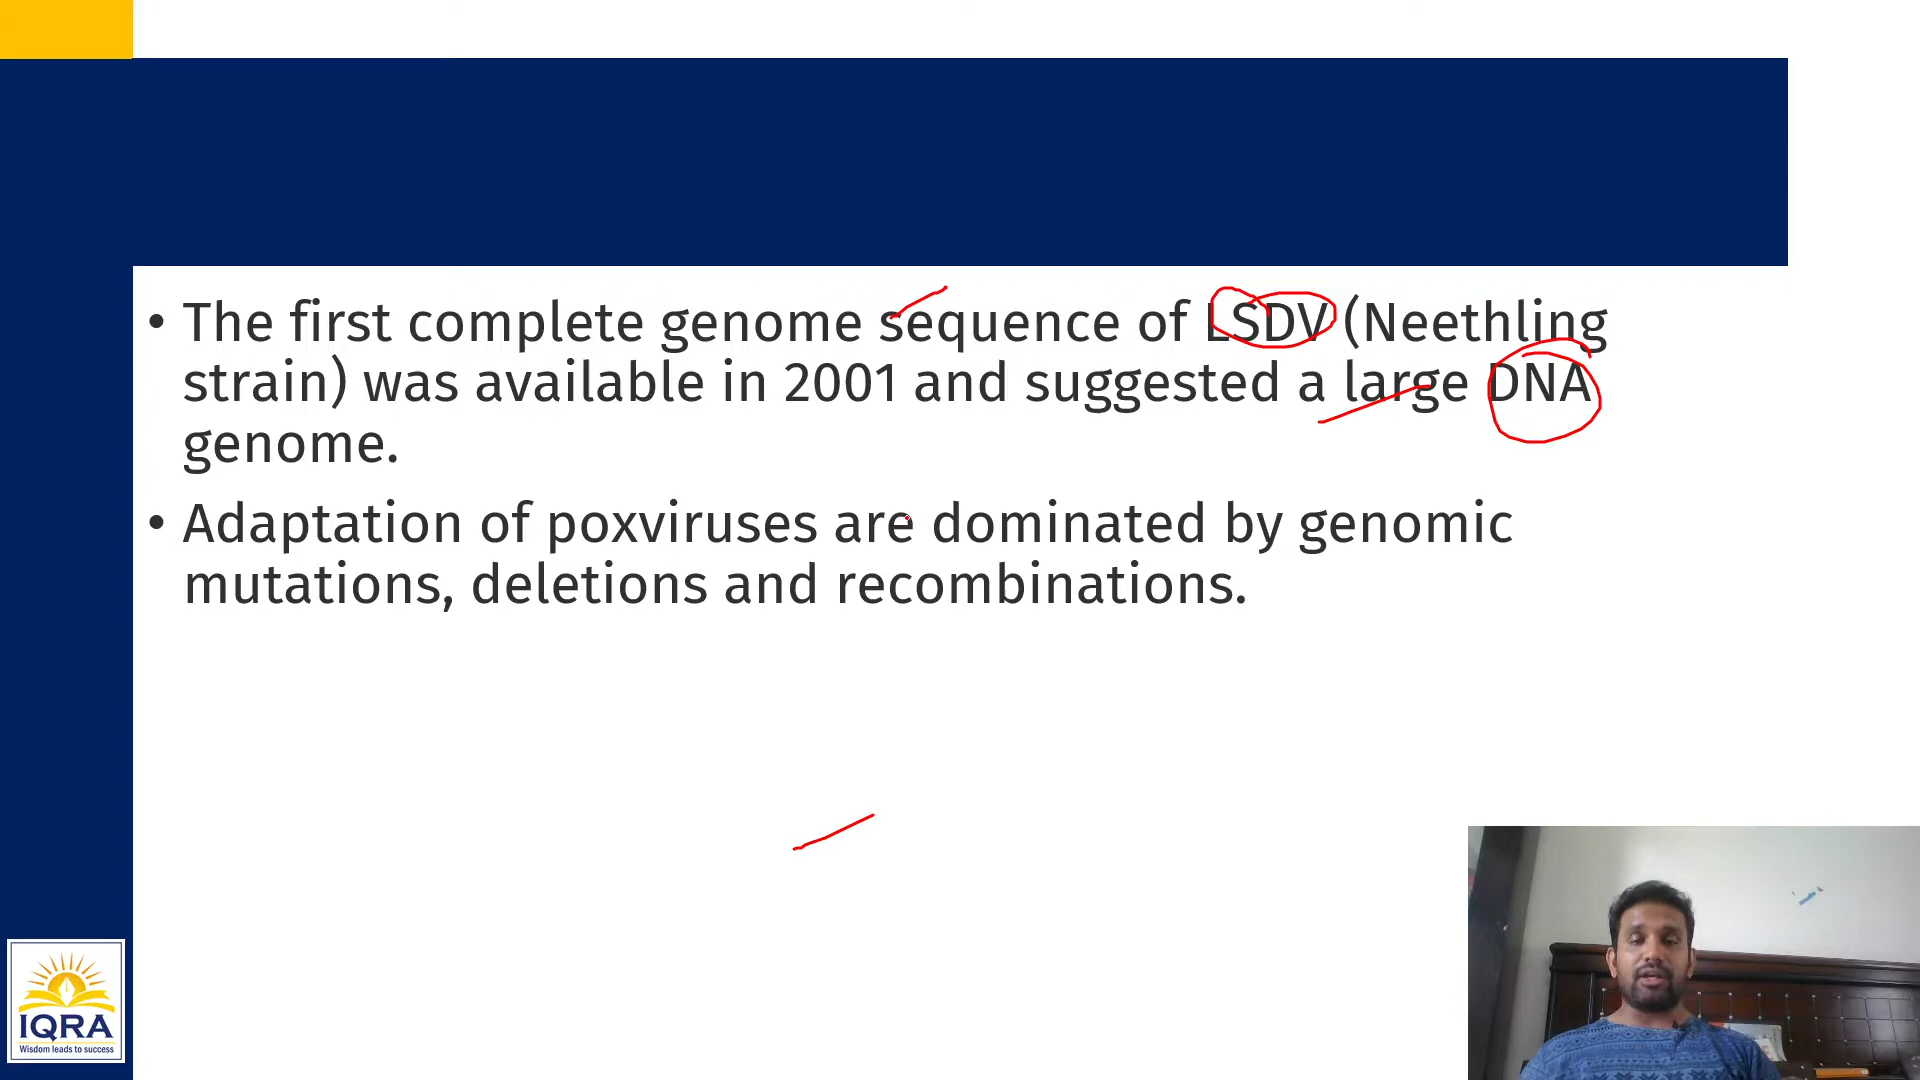 • The first complete genome sequence of LSDV (Neethling
strain) was available in 2001 and suggested a large DNA
genome.
• Adaptation of poxviruses are dominated by genomic
mutations, deletions and recombinations.
IQRA
Wisdom leads to success